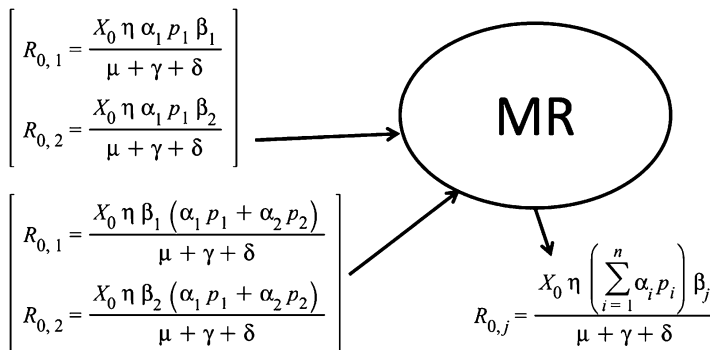 R₀,₁ = X₀ η α₁ p₁ β₁ / μ + γ + δ
R₀,₂ = X₀ η α₁ p₁ β₂ / μ + γ + δ
MR
R₀,₁ = X₀ η β₁ (α₁ p₁ + α₂ p₂) / μ + γ + δ
R₀,₂ = X₀ η β₂ (α₁ p₁ + α₂ p₂) / μ + γ + δ
R₀,ⱼ = X₀ η (∑ⁿᵢ₌₁ αᵢ pᵢ) βⱼ / μ + γ + δ